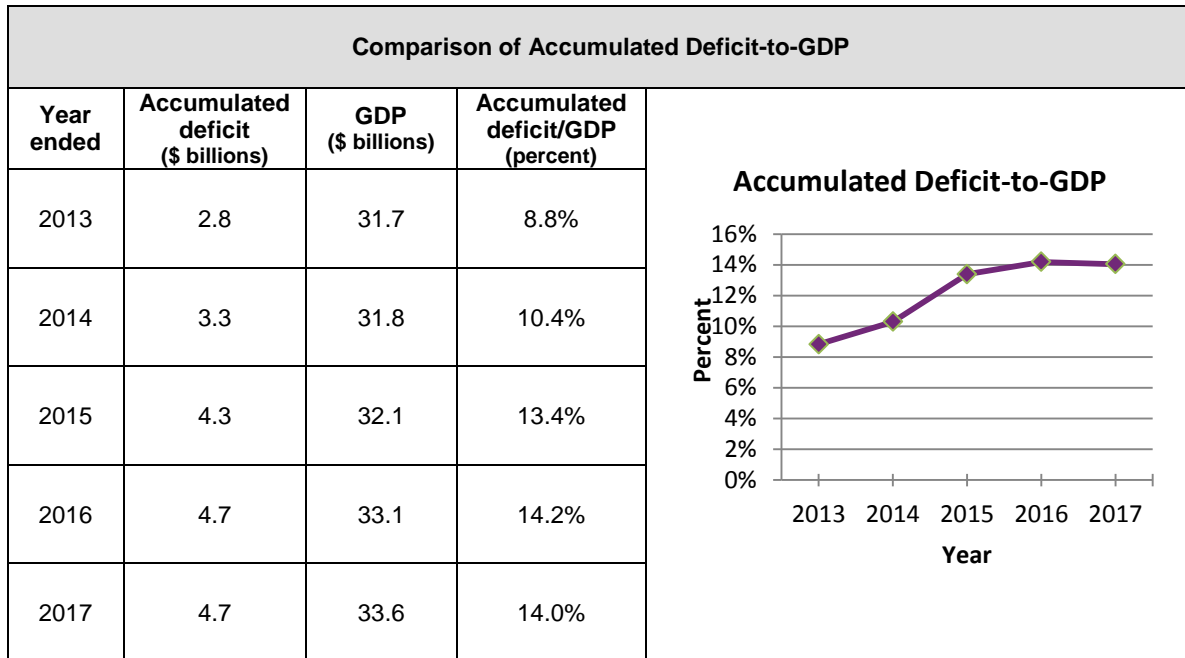 Comparison of Accumulated Deficit-to-GDP
Year ended
Accumulated deficit ($ billions)
GDP ($ billions)
Accumulated deficit/GDP (percent)
2013 2.8 31.7 8.8%
2014 3.3 31.8 10.4%
2015 4.3 32.1 13.4%
2016 4.7 33.1 14.2%
2017 4.7 33.6 14.0%
Accumulated Deficit-to-GDP
Percent
16%
14%
12%
10%
8%
6%
4%
2%
0%
2013 2014 2015 2016 2017
Year